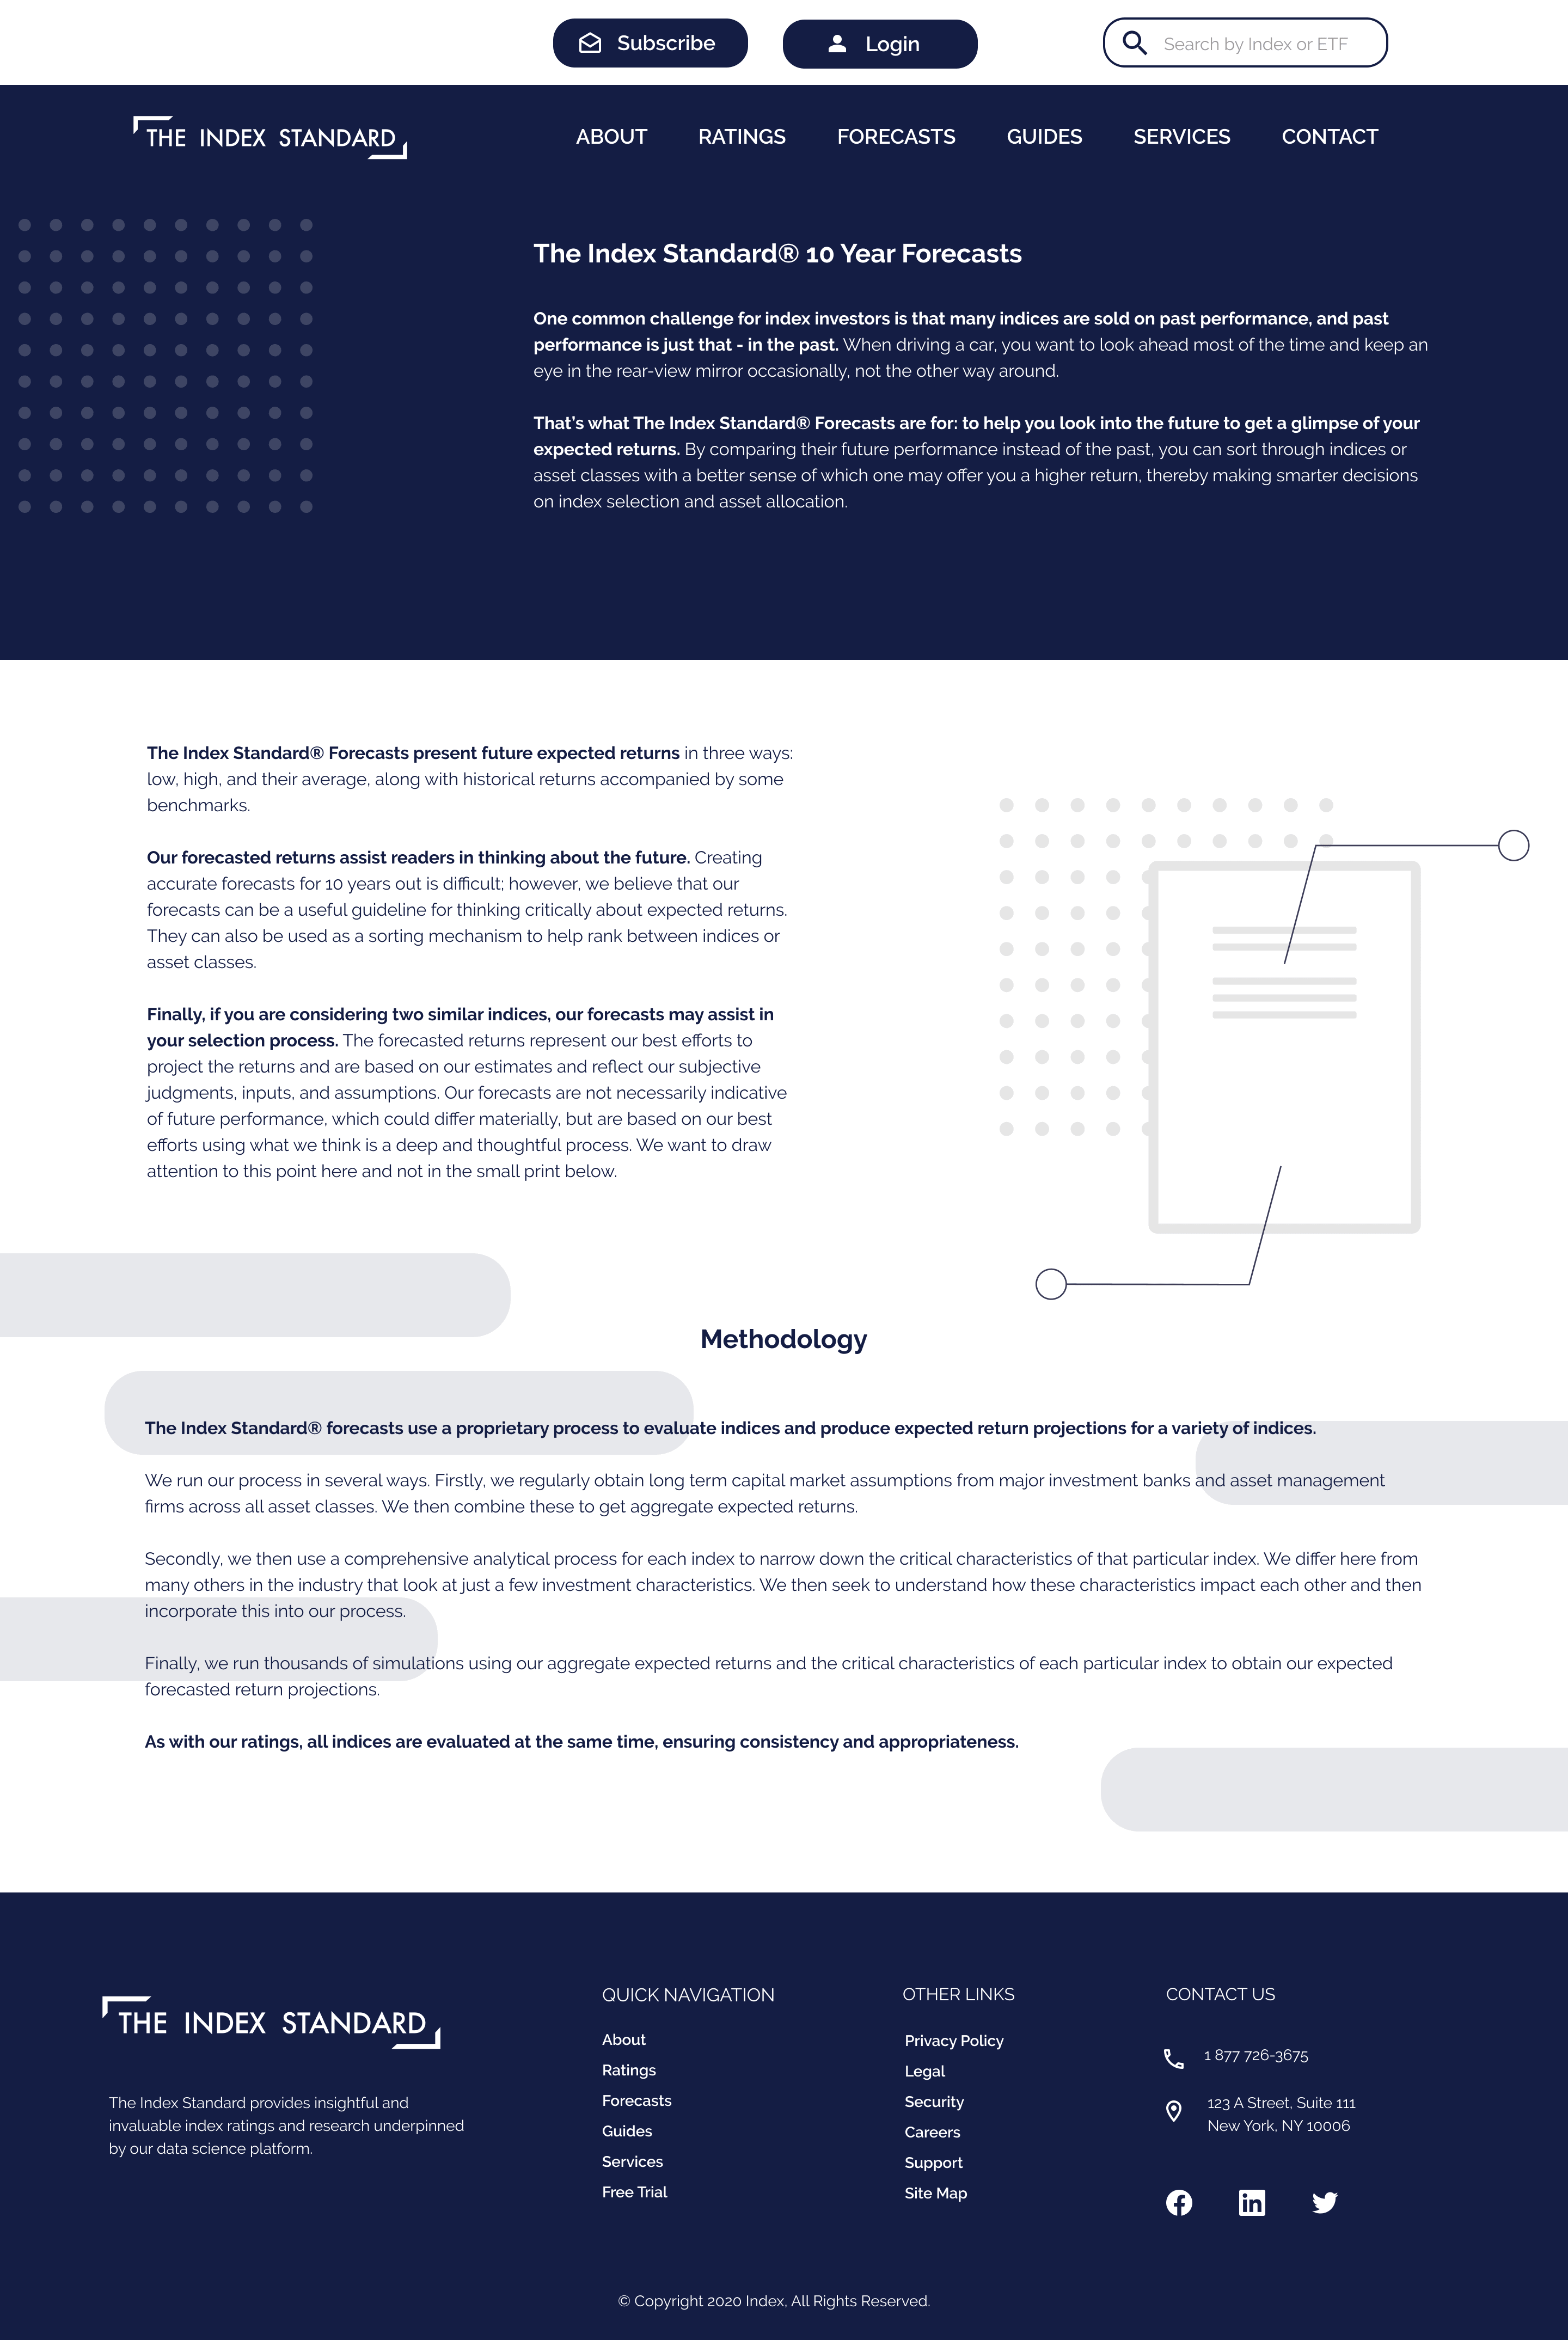 Subscribe
Login
Search by Index or ETF
THE INDEX STANDARD
ABOUT
RATINGS
FORECASTS
GUIDES
SERVICES
CONTACT
The Index Standard® 10 Year Forecasts
One common challenge for index investors is that many indices are sold on past performance, and past
performance is just that - in the past. When driving a car, you want to look ahead most of the time and keep an
eye in the rear-view mirror occasionally, not the other way around.
That's what The Index Standard® Forecasts are for: to help you look into the future to get a glimpse of your
expected returns. By comparing their future performance instead of the past, you can sort through indices or
asset classes with a better sense of which one may offer you a higher return, thereby making smarter decisions
on index selection and asset allocation.
The Index Standard® Forecasts present future expected returns in three ways:
low, high, and their average, along with historical returns accompanied by some
benchmarks.
Our forecasted returns assist readers in thinking about the future. Creating
accurate forecasts for 10 years out is difficult; however, we believe that our
forecasts can be a useful guideline for thinking critically about expected returns.
They can also be used as a sorting mechanism to help rank between indices or
asset classes.
Finally, if you are considering two similar indices, our forecasts may assist in
your selection process. The forecasted returns represent our best efforts to
project the returns and are based on our estimates and reflect our subjective
judgments, inputs, and assumptions. Our forecasts are not necessarily indicative
of future performance, which could differ materially, but are based on our best
efforts using what we think is a deep and thoughtful process. We want to draw
attention to this point here and not in the small print below.
Methodology
The Index Standard® forecasts use a proprietary process to evaluate indices and produce expected return projections for a variety of indices.
We run our process in several ways. Firstly, we regularly obtain long term capital market assumptions from major investment banks and asset management
firms across all asset classes. We then combine these to get aggregate expected returns.
Secondly, we then use a comprehensive analytical process for each index to narrow down the critical characteristics of that particular index. We differ here from
many others in the industry that look at just a few investment characteristics. We then seek to understand how these characteristics impact each other and then
incorporate this into our process.
Finally, we run thousands of simulations using our aggregate expected returns and the critical characteristics of each particular index to obtain our expected
forecasted return projections.
As with our ratings, all indices are evaluated at the same time, ensuring consistency and appropriateness.
THE INDEX STANDARD
The Index Standard provides insightful and
invaluable index ratings and research underpinned
by our data science platform.
QUICK NAVIGATION
About
Ratings
Forecasts
Guides
Services
Free Trial
OTHER LINKS
Privacy Policy
Legal
Security
Careers
Support
Site Map
CONTACT US
1 877 726-3675
123 A Street, Suite 111
New York, NY 10006
© Copyright 2020 Index, All Rights Reserved.